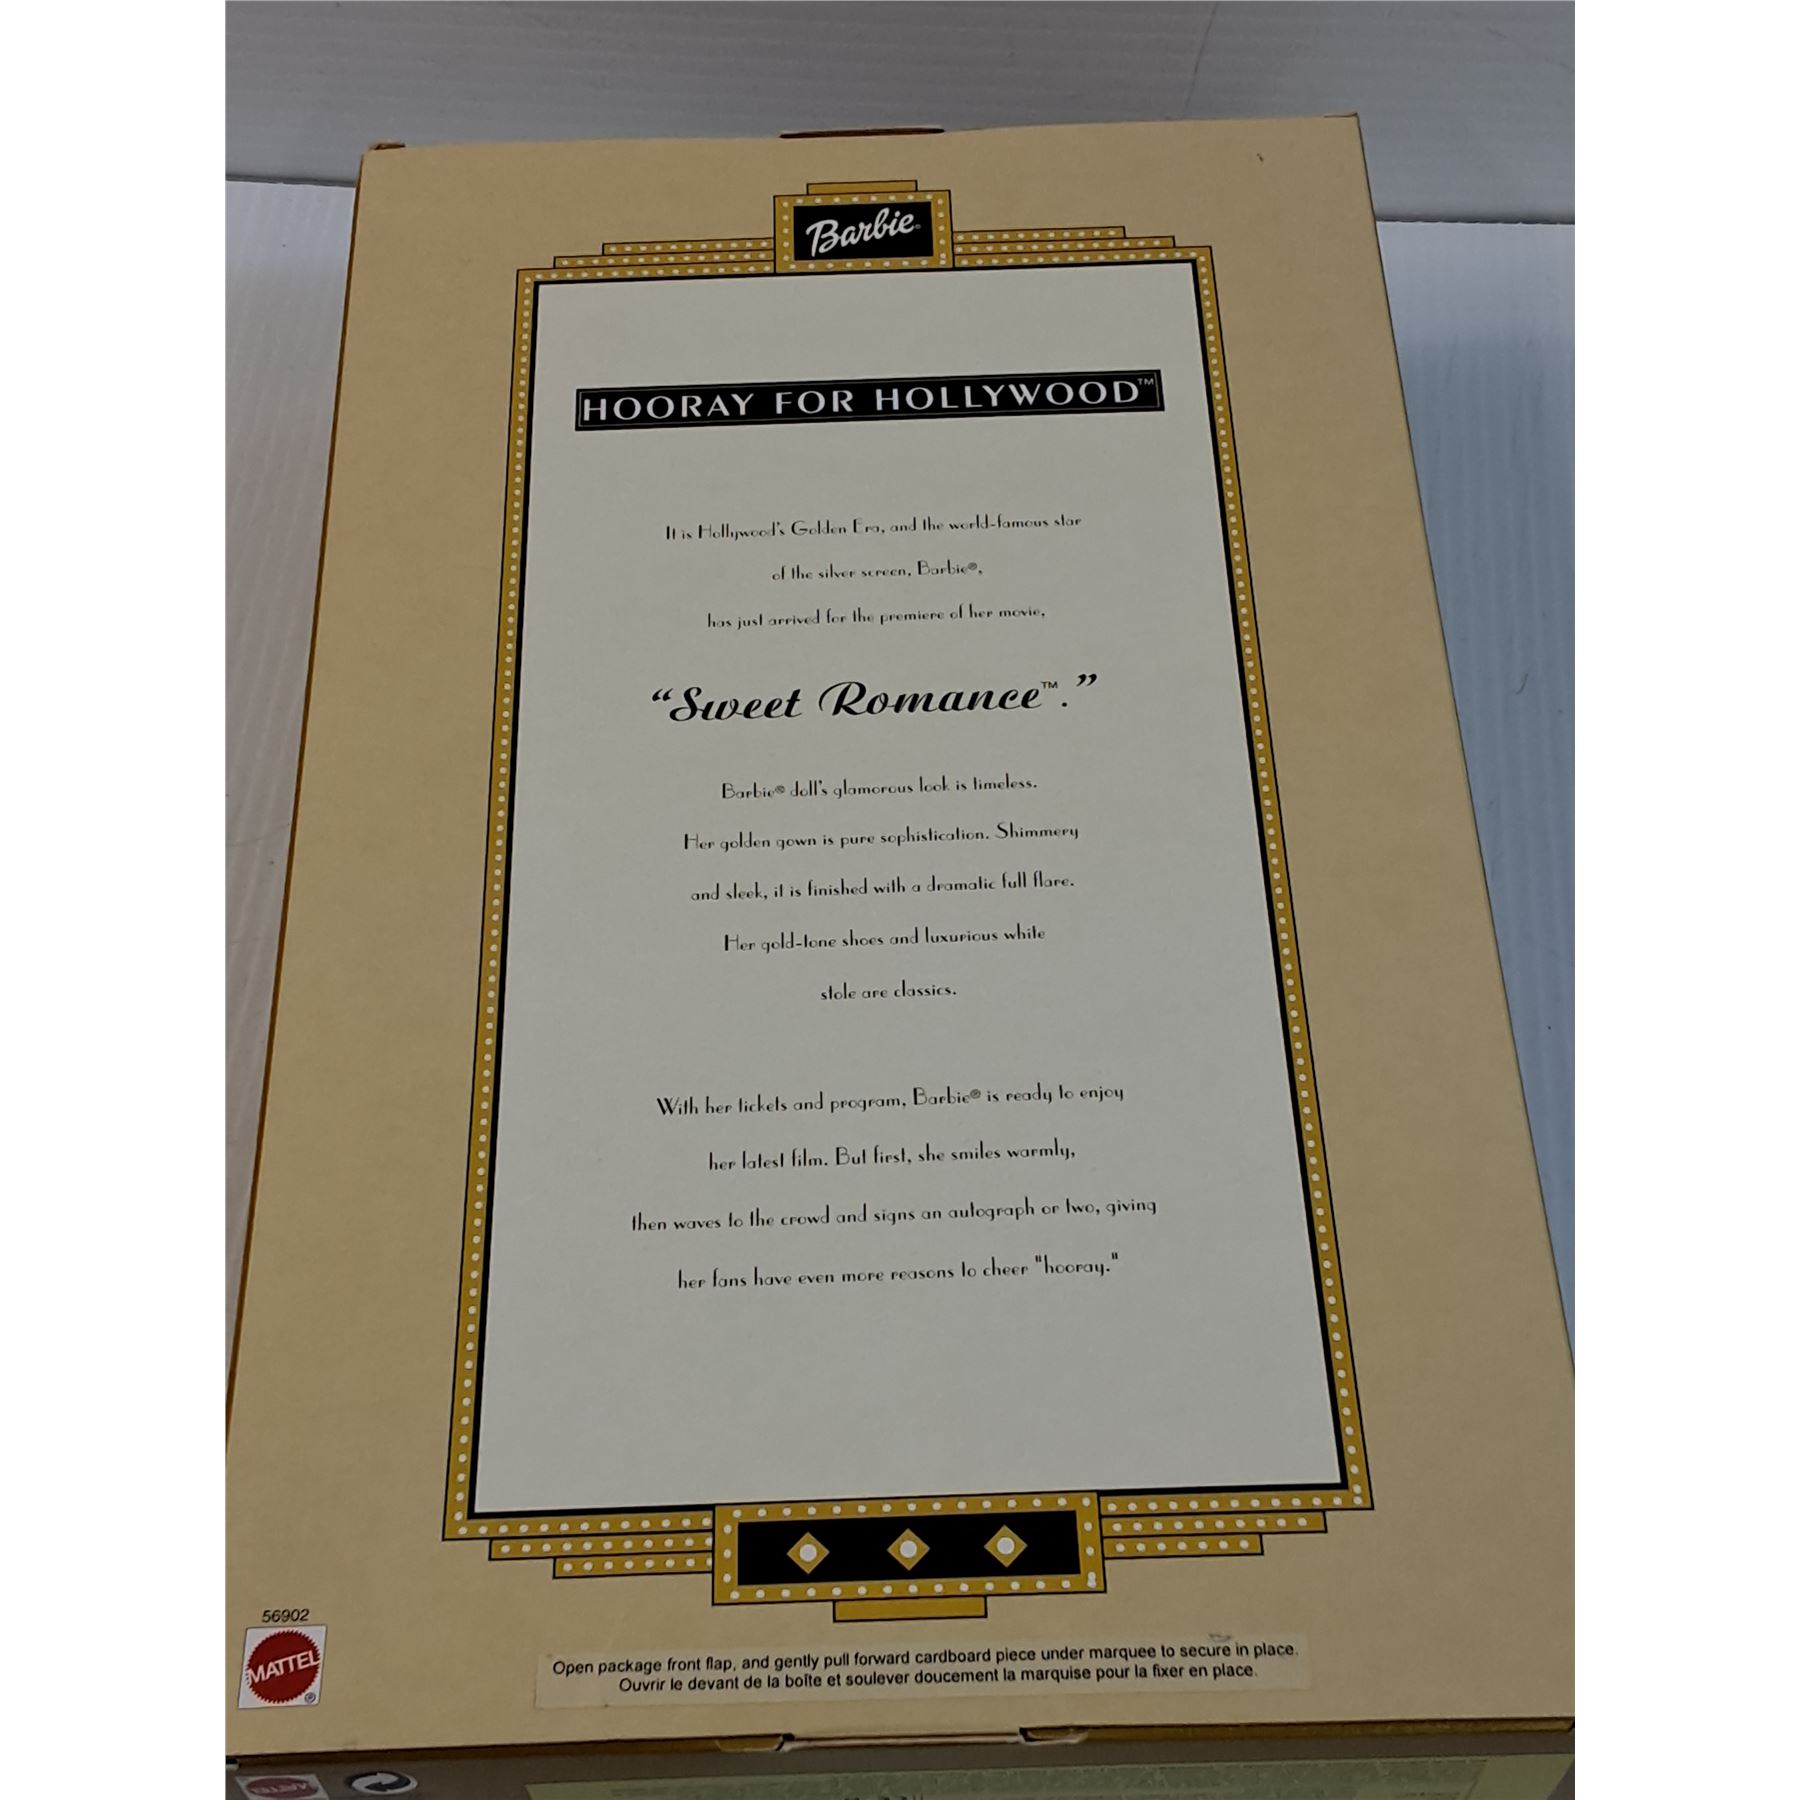 Barbie
HOORAY FOR HOLLYWOOD™
It is Hollywood's Golden Era, and the world-famous star
of the silver screen, Barbie®,
has just arrived for the premiere of her movie,
“Sweet Romance™.”
Barbie® doll's glamorous look is timeless.
Her golden gown is pure sophistication. Shimmery
and sleek, it is finished with a dramatic full flare.
Her gold-tone shoes and luxurious white
stole are classics.
With her tickets and program, Barbie® is ready to enjoy
her latest film. But first, she smiles warmly,
then waves to the crowd and signs an autograph or two, giving
her fans have even more reasons to cheer "hooray."
56902
MATTEL®
Open package front flap, and gently pull forward cardboard piece under marquee to secure in place.
Ouvrir le devant de la boîte et soulever doucement la marquise pour la fixer en place.
MATTEL